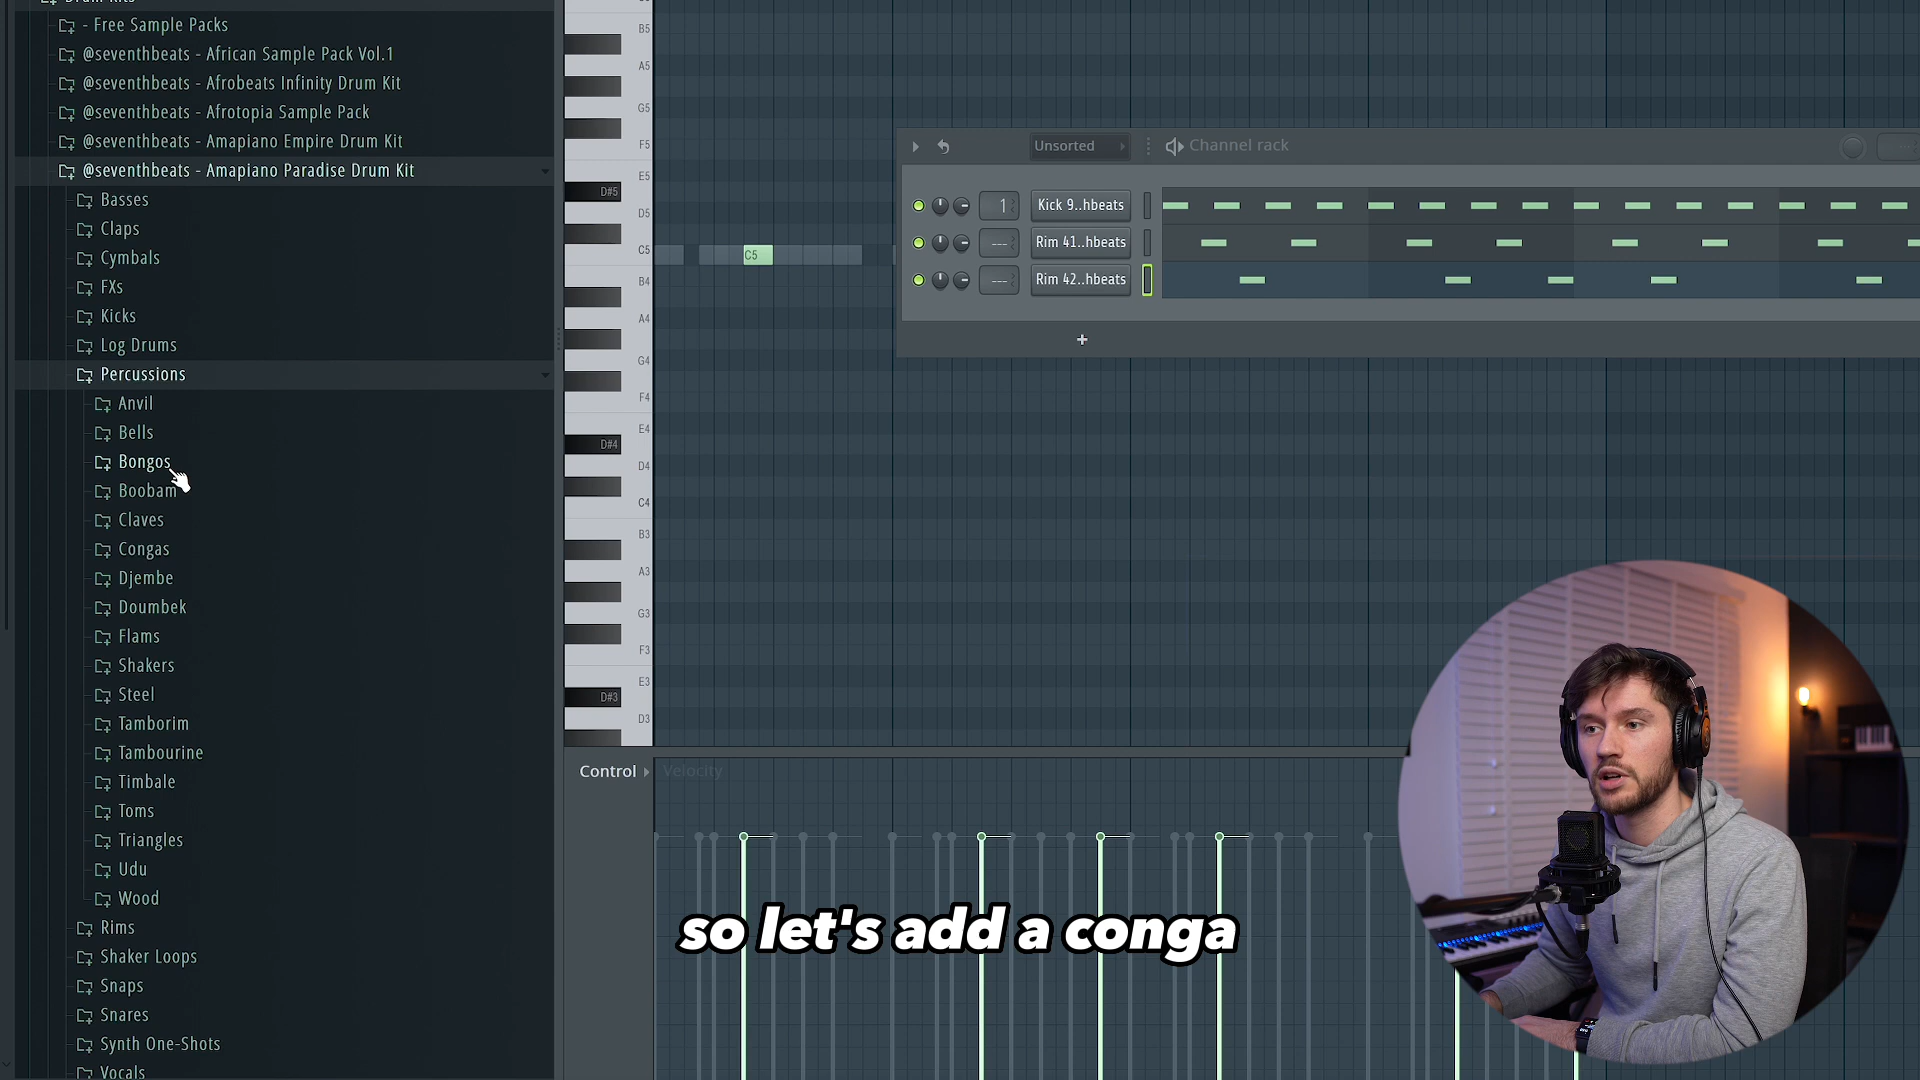 Drum Kits
- Free Sample Packs
@seventhbeats - African Sample Pack Vol.1
@seventhbeats - Afrobeats Infinity Drum Kit
@seventhbeats - Afrotopia Sample Pack
@seventhbeats - Amapiano Empire Drum Kit
@seventhbeats - Amapiano Paradise Drum Kit
Basses
Claps
Cymbals
FXs
Kicks
Log Drums
Percussions
Anvil
Bells
Bongos
Boobam
Claves
Congas
Djembe
Doumbek
Flams
Shakers
Steel
Tamborim
Tambourine
Timbale
Toms
Triangles
Udu
Wood
Rims
Shaker Loops
Snaps
Snares
Synth One-Shots
Vocals
B5
A5
G5
F5
E5
D#5
D5
C5
B4
A4
G4
F4
E4
D#4
D4
C4
B3
A3
G3
F3
E3
D#3
D3
C5
Unsorted
Channel rack
1
Kick 9..hbeats
---
Rim 41..hbeats
---
Rim 42..hbeats
+
Control
Velocity
so let's add a conga